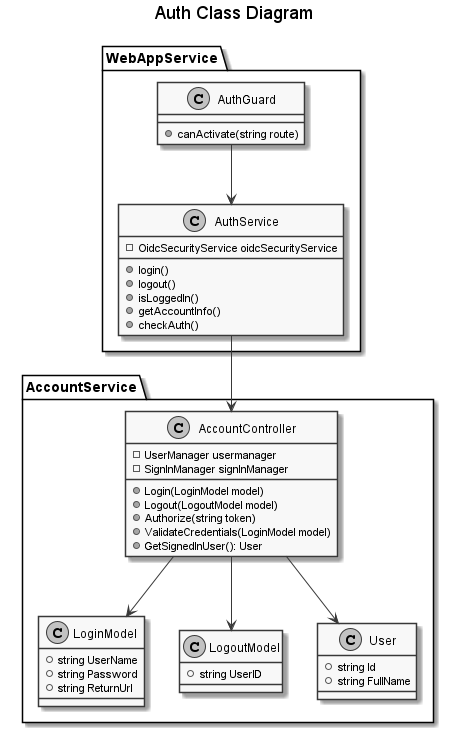 Auth Class Diagram
WebAppService
C AuthGuard
canActivate(string route)
C AuthService
OidcSecurityService oidcSecurityService
login()
logout()
isLoggedIn()
getAccountInfo()
checkAuth()
AccountService
C AccountController
UserManager usermanager
SignInManager signInManager
Login(LoginModel model)
Logout(LogoutModel model)
Authorize(string token)
ValidateCredentials(LoginModel model)
GetSignedInUser(): User
C LoginModel
string UserName
string Password
string ReturnUrl
C LogoutModel
string UserID
C User
string Id
string FullName